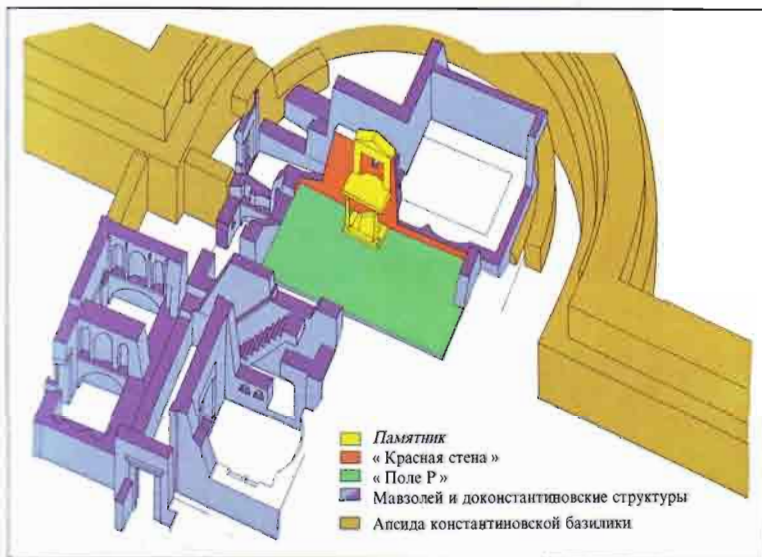 Памятник
« Красная стена »
« Поле Р »
Мавзолей и доконстантиновские структуры
Апсида константиновской базилики